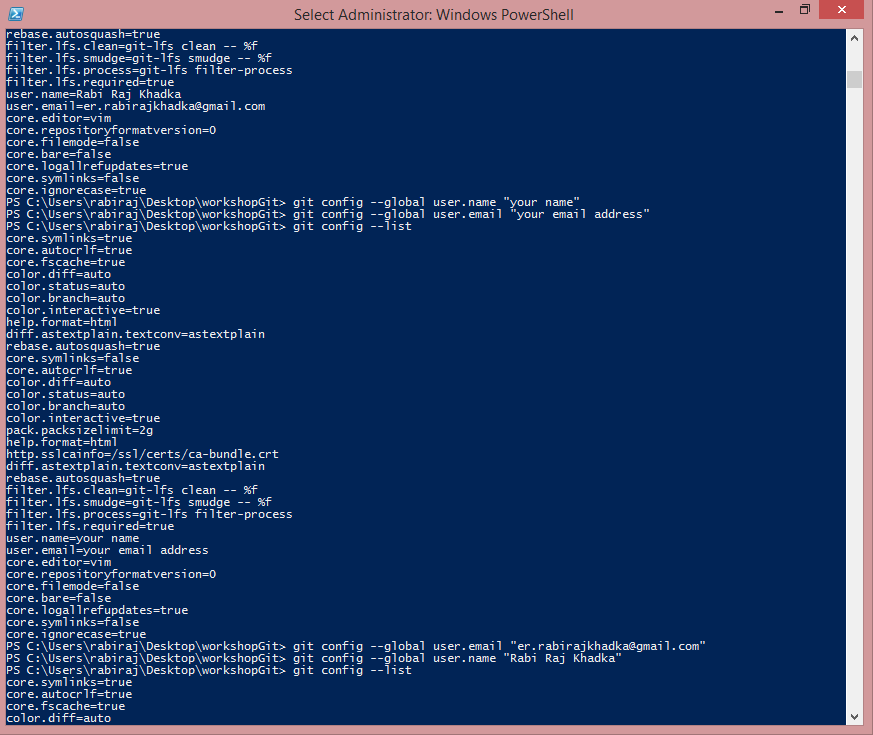 Select Administrator: Windows PowerShell
rebase.autosquash=true
filter.lfs.clean=git-lfs clean -- %f
filter.lfs.smudge=git-lfs smudge -- %f
filter.lfs.process=git-lfs filter-process
filter.lfs.required=true
user.name=Rabi Raj Khadka
user.email=er.rabirajkhadka@gmail.com
core.editor=vim
core.repositoryformatversion=0
core.filemode=false
core.bare=false
core.logallrefupdates=true
core.symlinks=false
core.ignorecase=true
PS C:\Users\rabiraj\Desktop\workshopGit> git config --global user.name "your name"
PS C:\Users\rabiraj\Desktop\workshopGit> git config --global user.email "your email address"
PS C:\Users\rabiraj\Desktop\workshopGit> git config --list
core.symlinks=true
core.autocrlf=true
core.fscache=true
color.diff=auto
color.status=auto
color.branch=auto
color.interactive=true
help.format=html
diff.astextplain.textconv=astextplain
rebase.autosquash=true
core.symlinks=false
core.autocrlf=true
color.diff=auto
color.status=auto
color.branch=auto
color.interactive=true
pack.packsizelimit=2g
help.format=html
http.sslcainfo=/ssl/certs/ca-bundle.crt
diff.astextplain.textconv=astextplain
rebase.autosquash=true
filter.lfs.clean=git-lfs clean -- %f
filter.lfs.smudge=git-lfs smudge -- %f
filter.lfs.process=git-lfs filter-process
filter.lfs.required=true
user.name=your name
user.email=your email address
core.editor=vim
core.repositoryformatversion=0
core.filemode=false
core.bare=false
core.logallrefupdates=true
core.symlinks=false
core.ignorecase=true
PS C:\Users\rabiraj\Desktop\workshopGit> git config --global user.email "er.rabirajkhadka@gmail.com"
PS C:\Users\rabiraj\Desktop\workshopGit> git config --global user.name "Rabi Raj Khadka"
PS C:\Users\rabiraj\Desktop\workshopGit> git config --list
core.symlinks=true
core.autocrlf=true
core.fscache=true
color.diff=auto